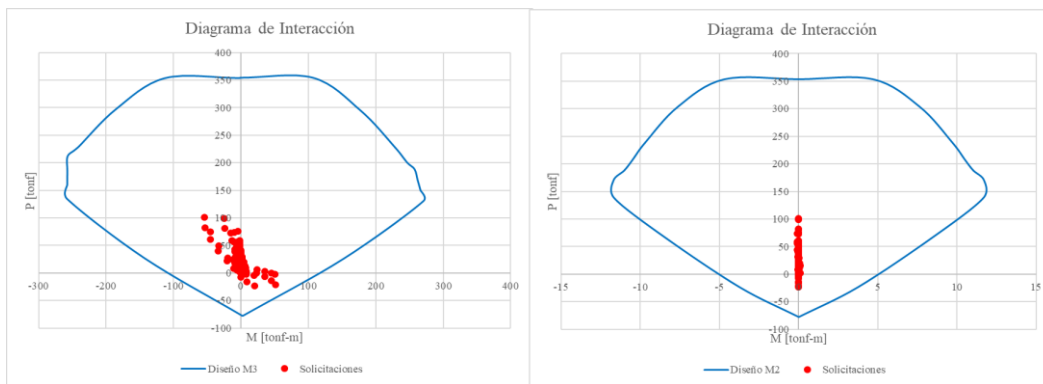 Diagrama de Interacción
400
350
300
250
200
150
100
50
0
-50
-100
-300 -200 -100 0 100 200 300 400
P [tonf]
M [tonf-m]
Diseño M3 Solicitaciones
Diagrama de Interacción
400
350
300
250
200
150
100
50
0
-50
-100
-15 -10 -5 0 5 10 15
P [tonf]
M [tonf-m]
Diseño M2 Solicitaciones